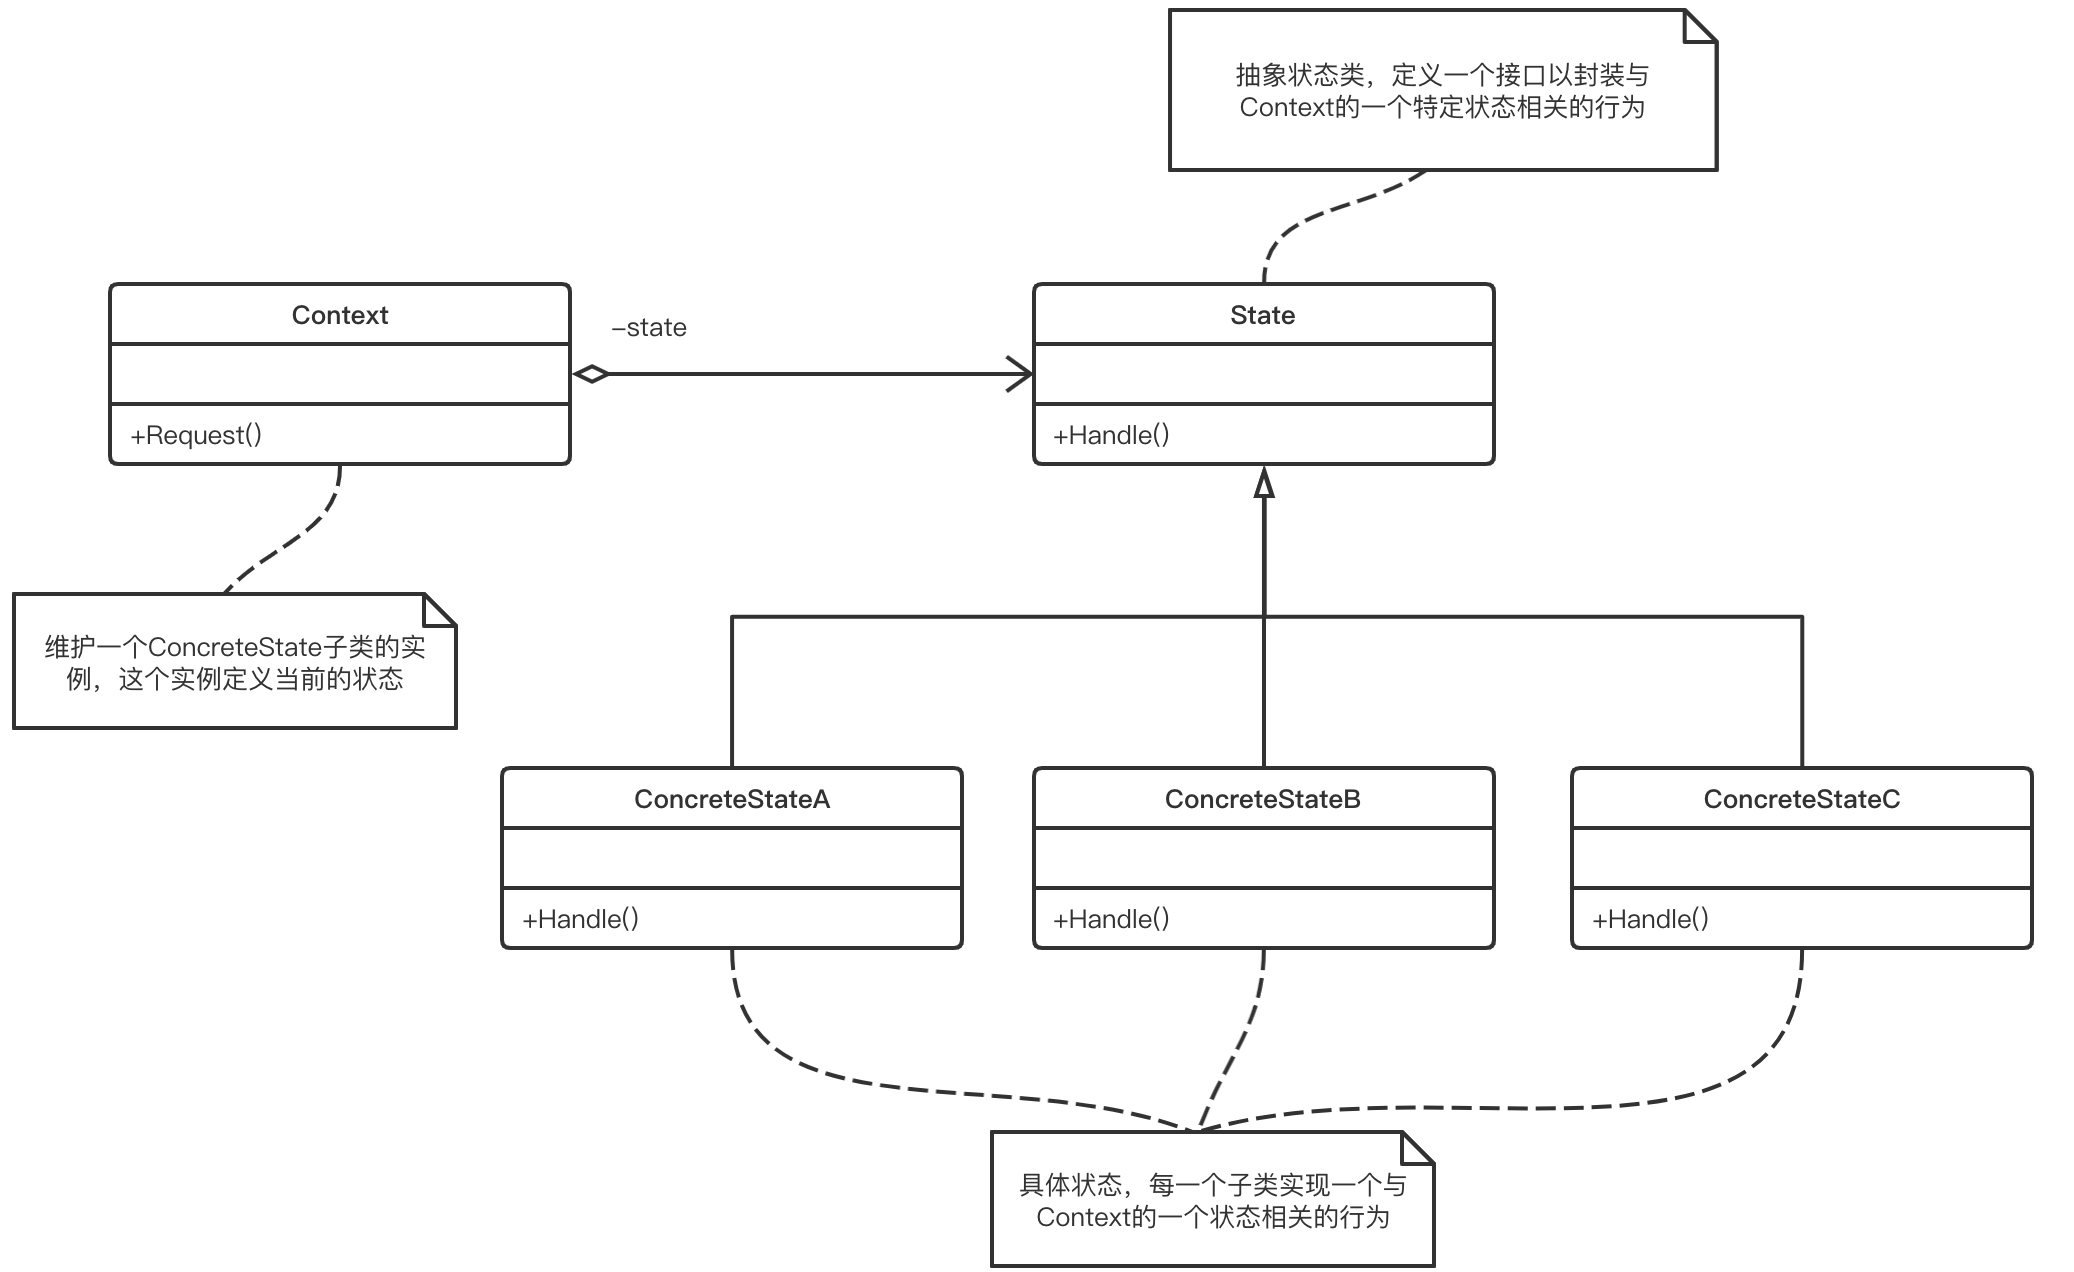 抽象状态类，定义一个接口以封装与
Context的一个特定状态相关的行为
Context
–state
State
+Request()
+Handle()
维护一个ConcreteState子类的实
例，这个实例定义当前的状态
ConcreteStateA
ConcreteStateB
ConcreteStateC
+Handle()
+Handle()
+Handle()
具体状态，每一个子类实现一个与
Context的一个状态相关的行为